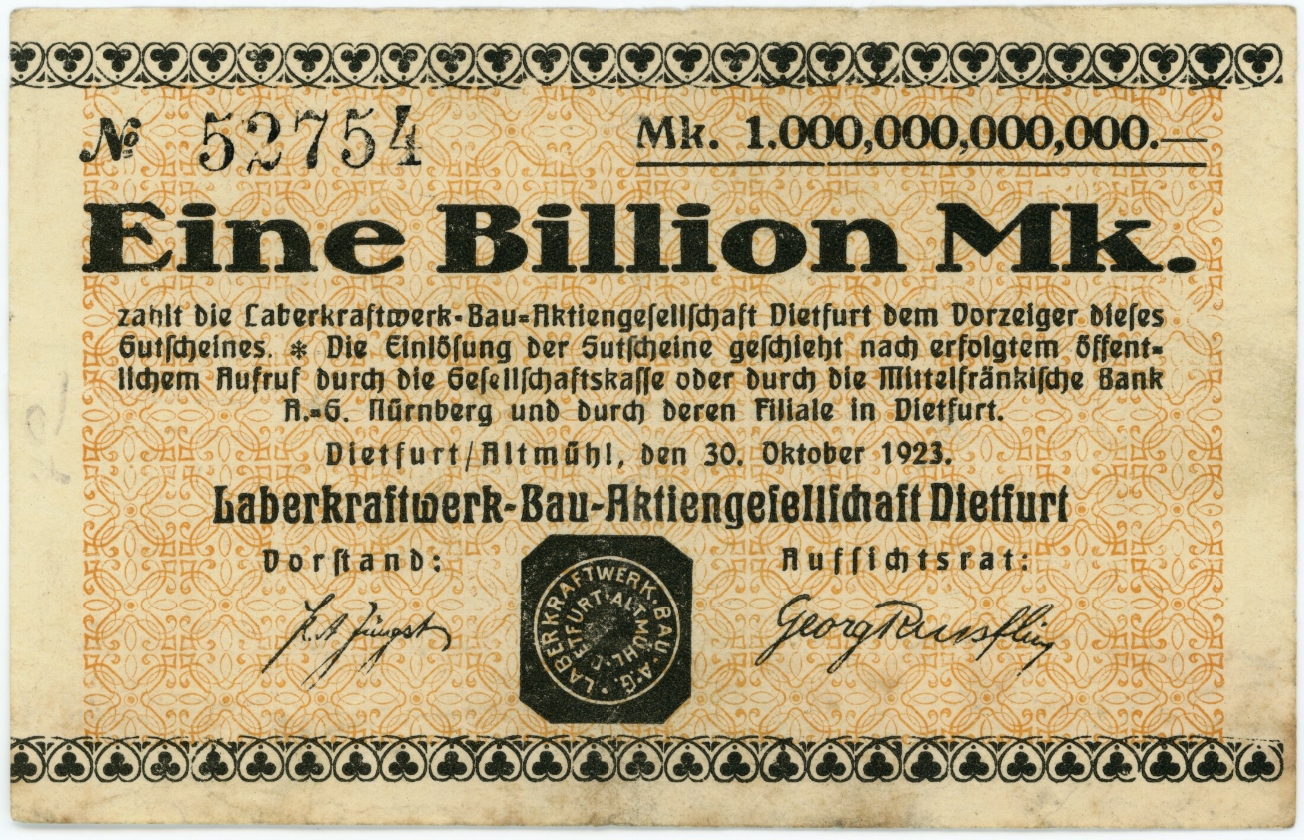 № 52754
Mk. 1.000,000,000,000.—
Eine Billion Mk.
zahlt die Laberkraftwerk-Bau-Aktiengesellschaft Dietfurt dem Vorzeiger dieses
Gutscheines. * Die Einlösung der Gutscheine geschieht nach erfolgtem öffent-
lichem Aufruf durch die Gesellschaftskasse oder durch die Mittelfränkische Bank
A.-G. Nürnberg und durch deren Filiale in Dietfurt.
Dietfurt/Altmühl, den 30. Oktober 1923.
Laberkraftwerk-Bau-Aktiengesellschaft Dietfurt
Vorstand:
Aufsichtsrat:
LABERKRAFTWERK·BAU·A·G.
DIETFURT·ALTMÜHL·
Georg